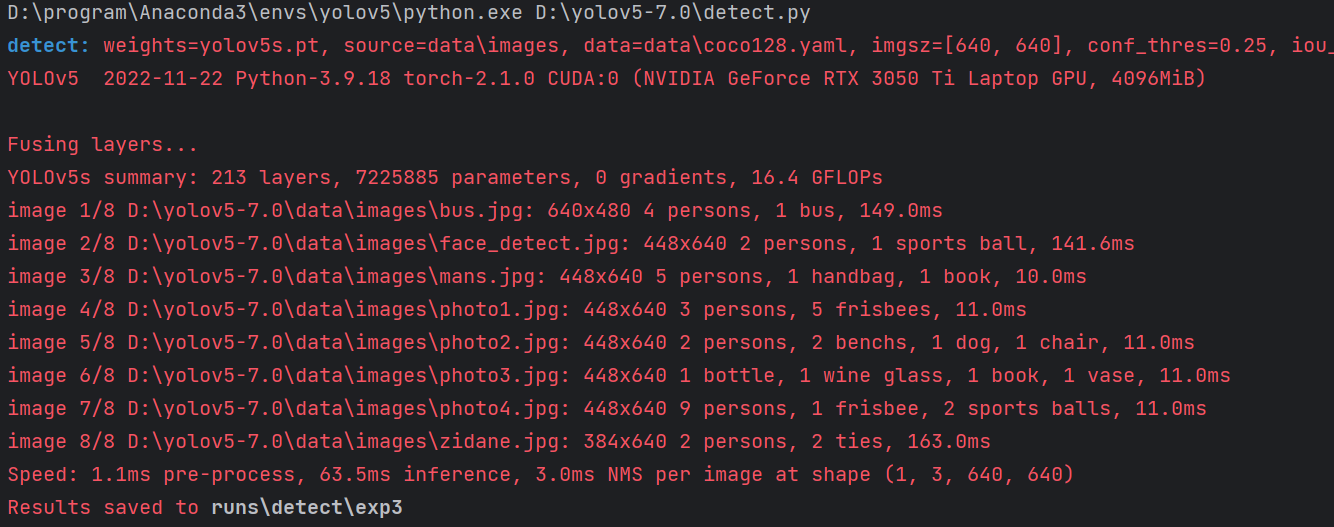 D:\program\Anaconda3\envs\yolov5\python.exe D:\yolov5-7.0\detect.py
detect: weights=yolov5s.pt, source=data\images, data=data\coco128.yaml, imgsz=[640, 640], conf_thres=0.25, iou_
YOLOv5  2022-11-22 Python-3.9.18 torch-2.1.0 CUDA:0 (NVIDIA GeForce RTX 3050 Ti Laptop GPU, 4096MiB)
Fusing layers...
YOLOv5s summary: 213 layers, 7225885 parameters, 0 gradients, 16.4 GFLOPs
image 1/8 D:\yolov5-7.0\data\images\bus.jpg: 640x480 4 persons, 1 bus, 149.0ms
image 2/8 D:\yolov5-7.0\data\images\face_detect.jpg: 448x640 2 persons, 1 sports ball, 141.6ms
image 3/8 D:\yolov5-7.0\data\images\mans.jpg: 448x640 5 persons, 1 handbag, 1 book, 10.0ms
image 4/8 D:\yolov5-7.0\data\images\photo1.jpg: 448x640 3 persons, 5 frisbees, 11.0ms
image 5/8 D:\yolov5-7.0\data\images\photo2.jpg: 448x640 2 persons, 2 benchs, 1 dog, 1 chair, 11.0ms
image 6/8 D:\yolov5-7.0\data\images\photo3.jpg: 448x640 1 bottle, 1 wine glass, 1 book, 1 vase, 11.0ms
image 7/8 D:\yolov5-7.0\data\images\photo4.jpg: 448x640 9 persons, 1 frisbee, 2 sports balls, 11.0ms
image 8/8 D:\yolov5-7.0\data\images\zidane.jpg: 384x640 2 persons, 2 ties, 163.0ms
Speed: 1.1ms pre-process, 63.5ms inference, 3.0ms NMS per image at shape (1, 3, 640, 640)
Results saved to runs\detect\exp3